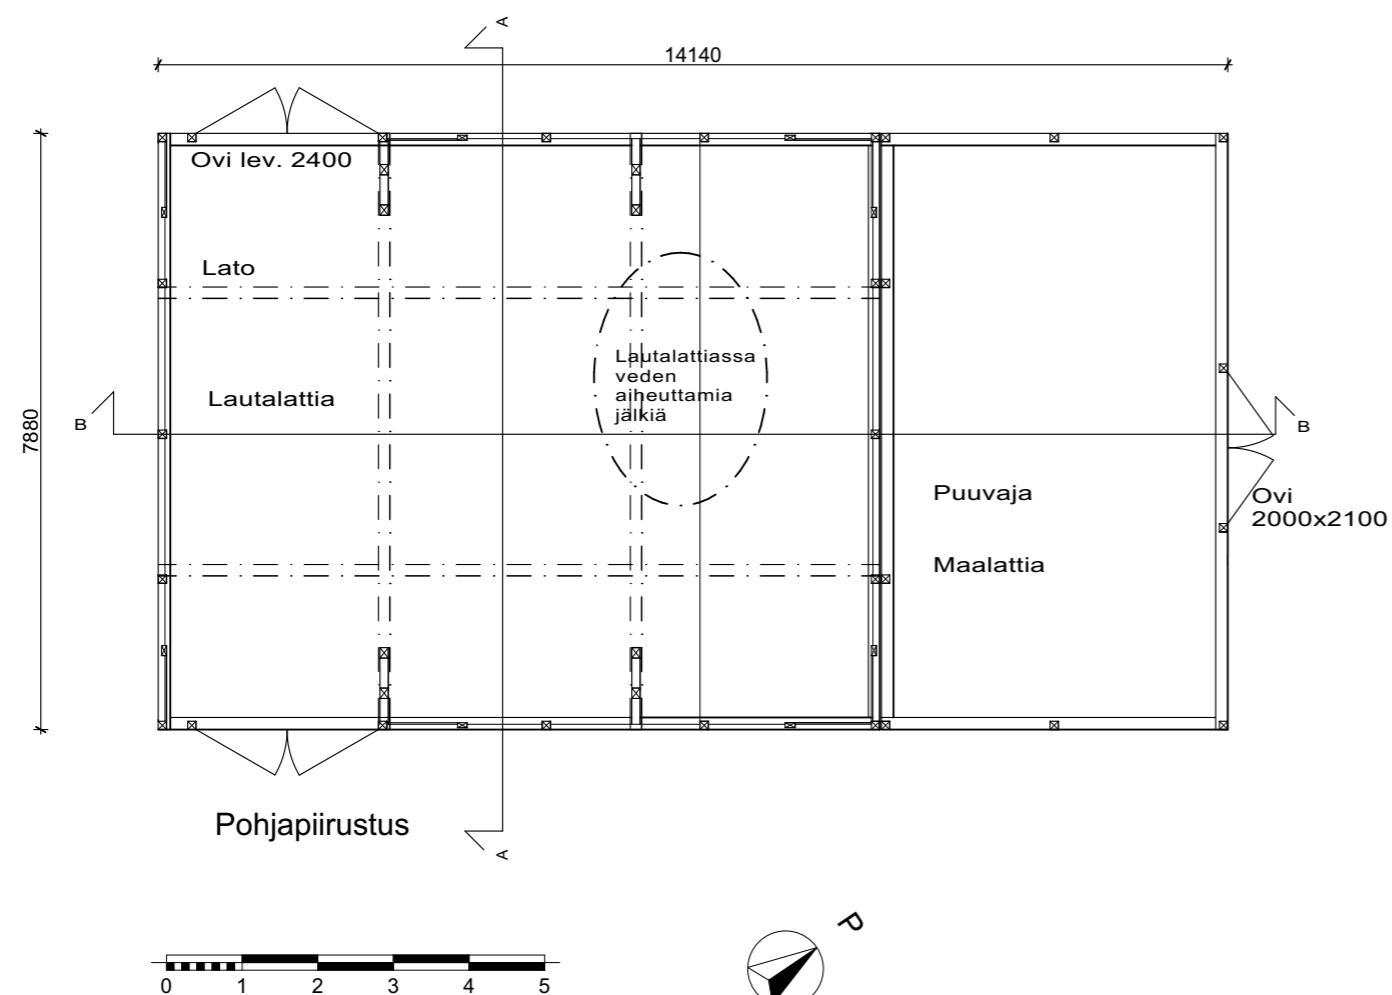 A
14140
Ovi lev. 2400
Lato
Lautalattiassa
veden
aiheuttamia
jälkiä
Lautalattia
7880
B
B
Puuvaja
Ovi
2000x2100
Maalattia
Pohjapiirustus
A
P
0 1 2 3 4 5